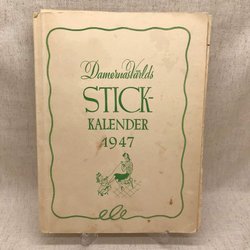 Damernas Världs
STICK-
KALENDER
1947